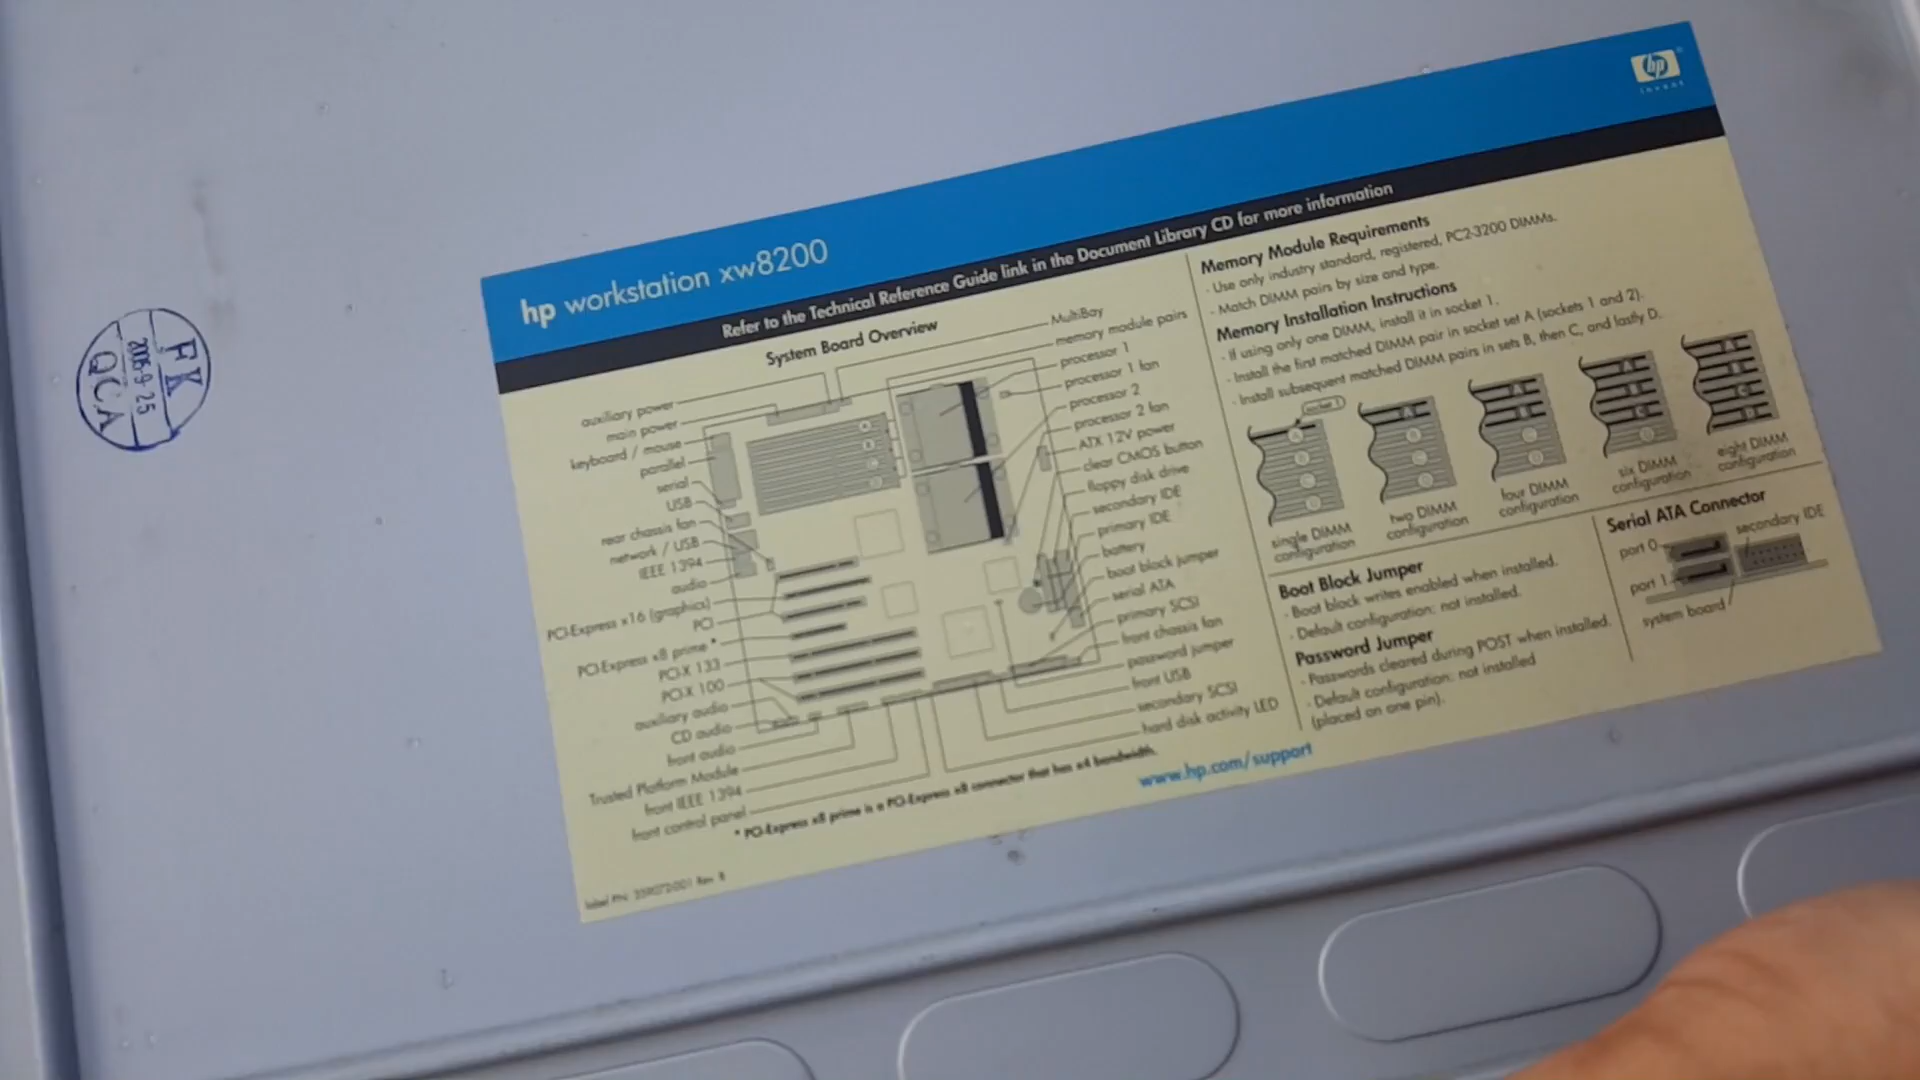 hp
invent
hp workstation xw8200
Refer to the Technical Reference Guide link in the Document Library CD for more information
System Board Overview
auxiliary power
main power
keyboard / mouse
parallel
serial
USB
rear chassis fan
network / USB
IEEE 1394
audio
PCI-Express x16 (graphics)
PCI
PCI-Express x8 prime *
PCI-X 133
PCI-X 100
auxiliary audio
CD audio
front audio
Trusted Platform Module
front IEEE 1394
front control panel
MultiBay
memory module pairs
processor 1
processor 1 fan
processor 2
processor 2 fan
ATX 12V power
clear CMOS button
floppy disk drive
secondary IDE
primary IDE
battery
boot block jumper
serial ATA
primary SCSI
front chassis fan
password jumper
front USB
secondary SCSI
hard disk activity LED
* PCI-Express x8 prime is a PCI-Express x8 connector that has x4 bandwidth.
Memory Module Requirements
- Use only industry standard, registered, PC2-3200 DIMMs.
- Match DIMM pairs by size and type.
Memory Installation Instructions
- If using only one DIMM, install it in socket 1.
- Install the first matched DIMM pair in socket set A (sockets 1 and 2).
- Install subsequent matched DIMM pairs in sets B, then C, and lastly D.
socket 1
single DIMM
configuration
two DIMM
configuration
four DIMM
configuration
six DIMM
configuration
eight DIMM
configuration
Boot Block Jumper
- Boot block writes enabled when installed.
- Default configuration: not installed.
Password Jumper
- Passwords cleared during POST when installed.
- Default configuration: not installed
(placed on one pin).
Serial ATA Connector
port 0
secondary IDE
port 1
system board
www.hp.com/support
label PN: Rev B
FK
QCA